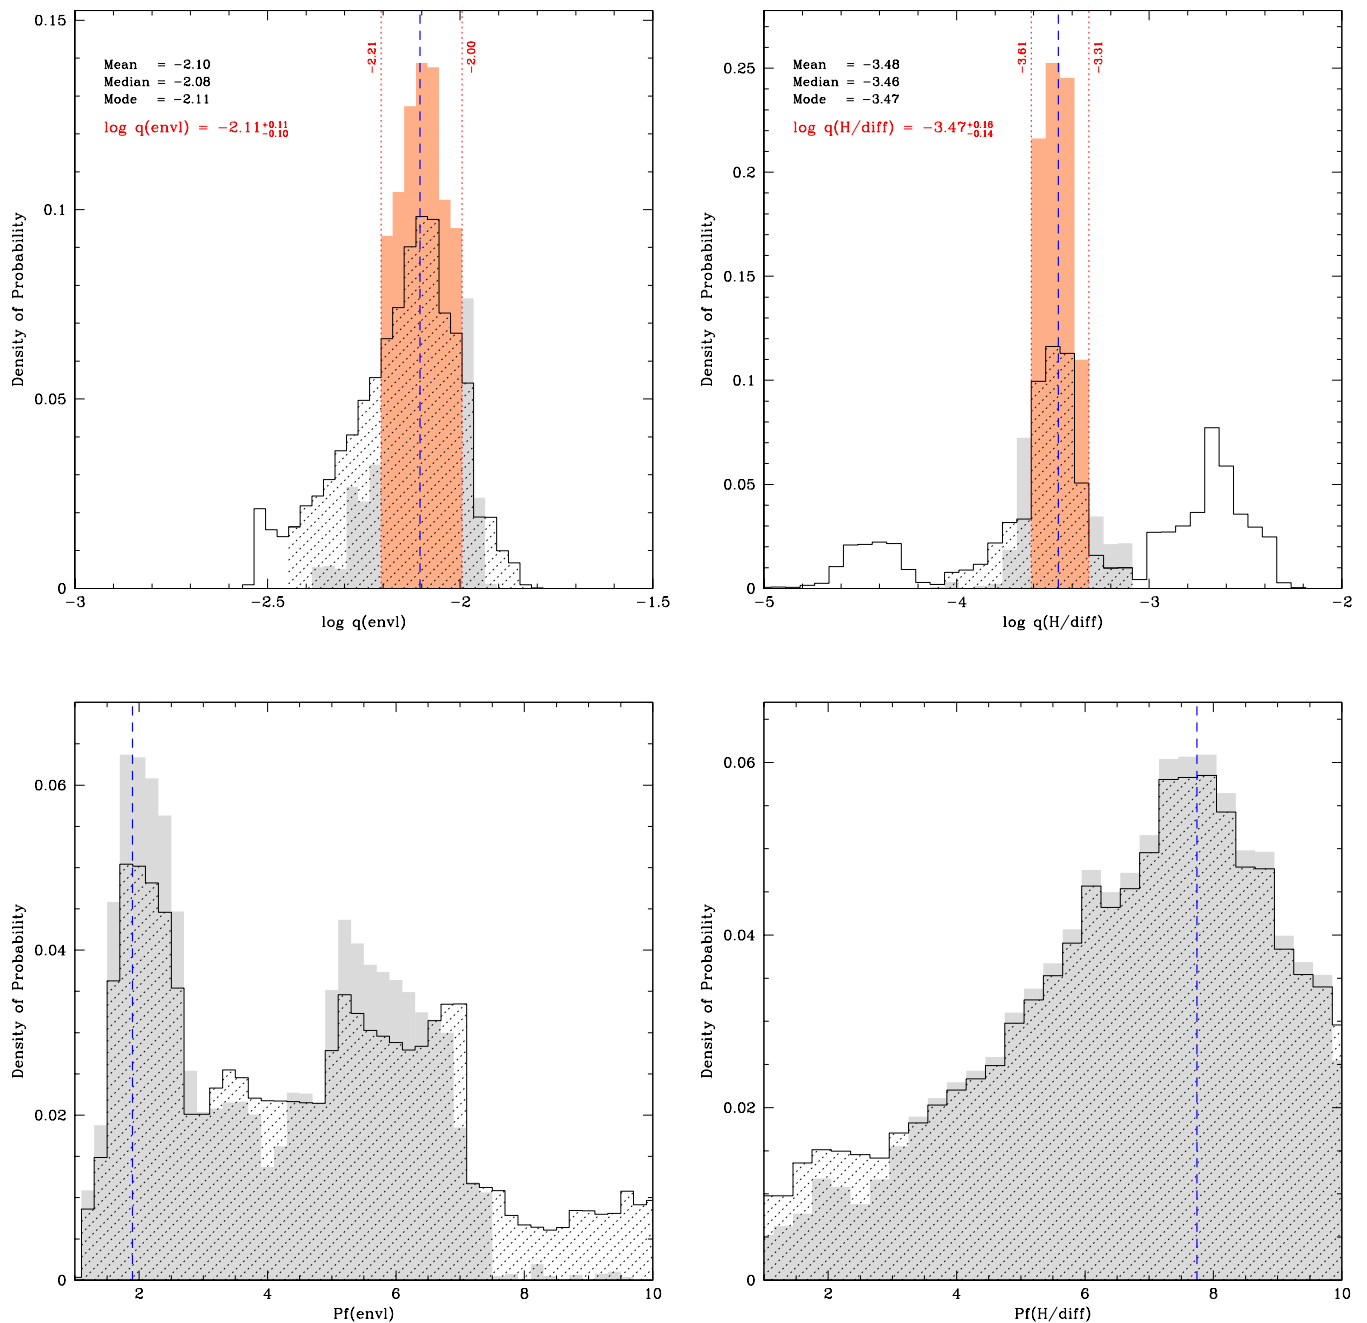 0.15
0.1
0.05
0
Density of Probability
Mean = −2.10
Median = −2.08
Mode = −2.11
log q(envl) = −2.11+0.11−0.10
−2.21
−2.00
−3
−2.5
−2
−1.5
log q(envl)
0.25
0.2
0.15
0.1
0.05
0
Density of Probability
Mean = −3.48
Median = −3.46
Mode = −3.47
log q(H/diff) = −3.47+0.16−0.14
−3.61
−3.31
−5
−4
−3
−2
log q(H/diff)
0.06
0.04
0.02
0
Density of Probability
2
4
6
8
10
Pf(envl)
0.06
0.04
0.02
0
Density of Probability
2
4
6
8
10
Pf(H/diff)